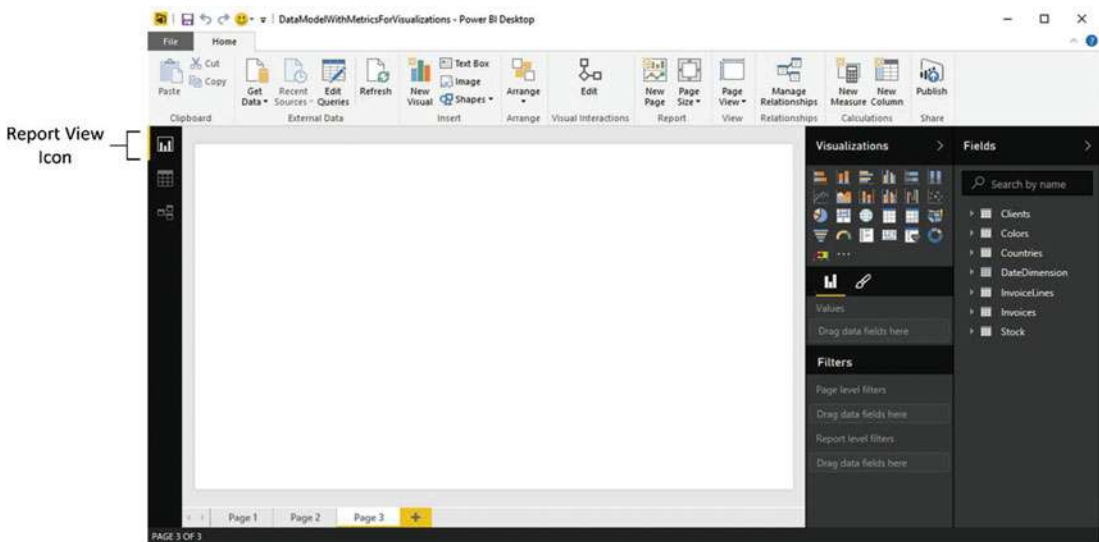 DataModelWithMetricsForVisualizations - Power BI Desktop
File Home
Cut
Copy
Paste
Get Data
Recent Sources
Edit Queries
Refresh
New Visual
Text Box
Image
Shapes
Arrange
Edit
New Page
Page Size
Page View
Manage Relationships
New Measure
New Column
Publish
Clipboard External Data Insert Arrange Visual Interactions Report View Relationships Calculations Share
Report View
Icon
Visualizations
Values
Drag data fields here
Filters
Page level filters
Drag data fields here
Report level filters
Drag data fields here
Fields
Search by name
Clients
Colors
Countries
DateDimension
InvoiceLines
Invoices
Stock
Page 1 Page 2 Page 3
PAGE 3 OF 3